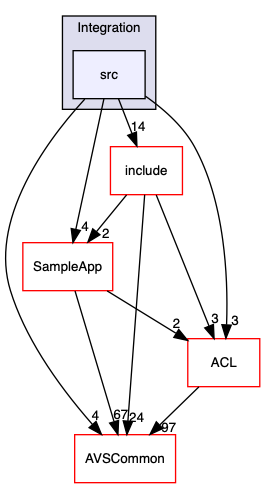 Integration
src
14
include
4
2
SampleApp
2
3
3
ACL
4
67
24
97
AVSCommon